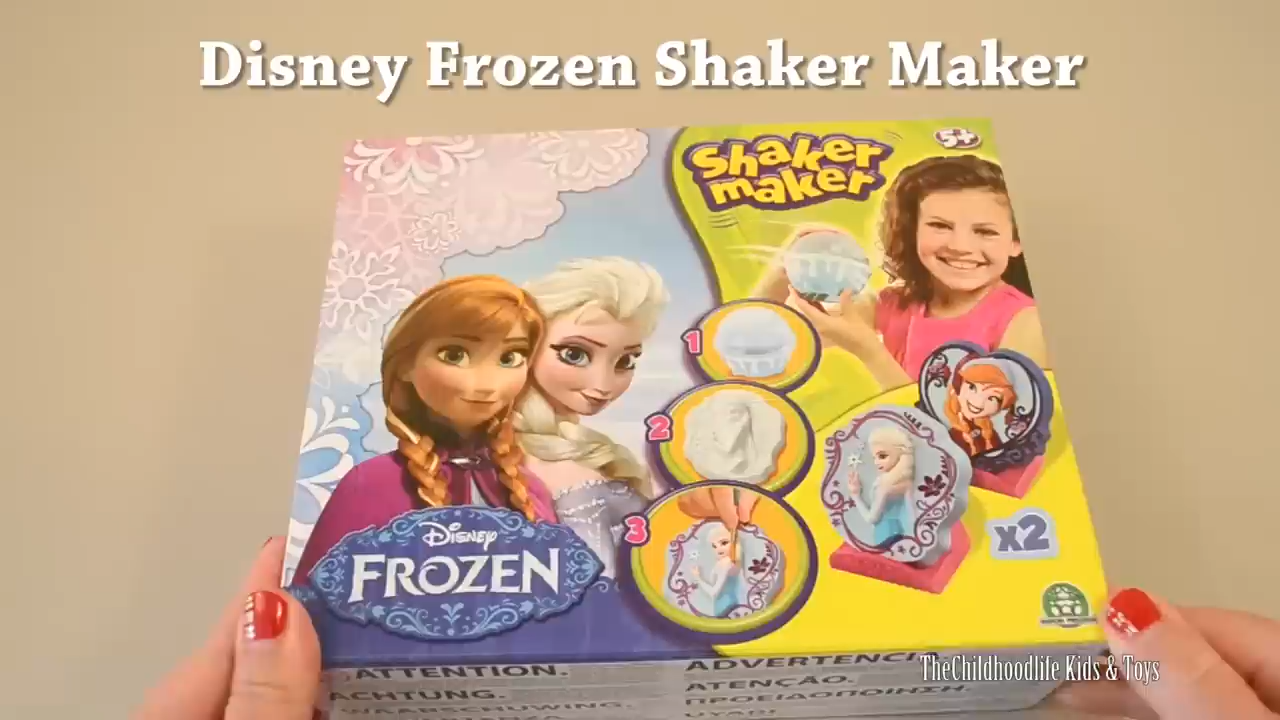 Disney Frozen Shaker Maker
5+
Shaker
maker
1
2
3
Disney
FROZEN
x2
ATTENTION.
ADVERTENCI
ACHTUNG.
ATENÇÃO.
ΠΡΟΕΙΔΟΠΟΙΗΣΗ.
TheChildhoodlife Kids & Toys